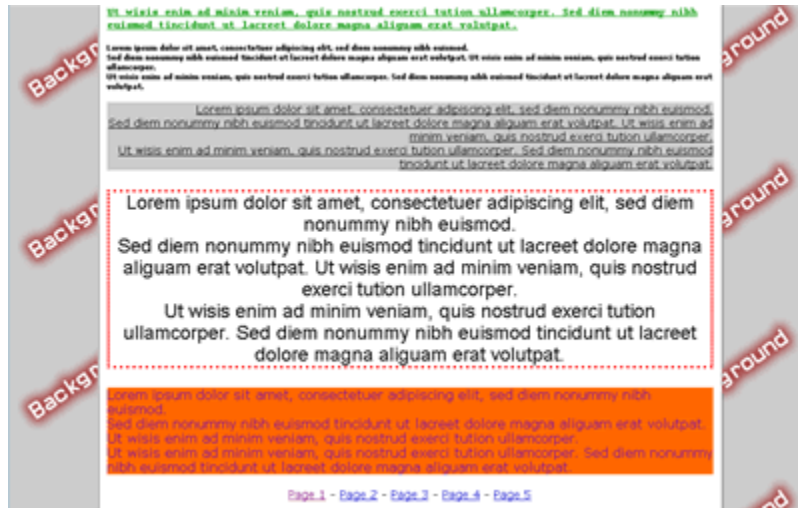 Ut wisis enim ad minim veniam, quis nostrud exerci tution ullamcorper. Sed diem nonummy nibh
euismod tincidunt ut lacreet dolore magna aliguam erat volutpat.
Lorem ipsum dolor sit amet, consectetuer adipiscing elit, sed diem nonummy nibh euismod.
Sed diem nonummy nibh euismod tincidunt ut lacreet dolore magna aliguam erat volutpat. Ut wisis enim ad minim veniam, quis nostrud exerci tution
ullamcorper.
Ut wisis enim ad minim veniam, quis nostrud exerci tution ullamcorper. Sed diem nonummy nibh euismod tincidunt ut lacreet dolore magna aliguam erat
volutpat.
Lorem ipsum dolor sit amet, consectetuer adipiscing elit, sed diem nonummy nibh euismod.
Sed diem nonummy nibh euismod tincidunt ut lacreet dolore magna aliguam erat volutpat. Ut wisis enim ad
minim veniam, quis nostrud exerci tution ullamcorper.
Ut wisis enim ad minim veniam, quis nostrud exerci tution ullamcorper. Sed diem nonummy nibh euismod
tincidunt ut lacreet dolore magna aliguam erat volutpat.
Lorem ipsum dolor sit amet, consectetuer adipiscing elit, sed diem
nonummy nibh euismod.
Sed diem nonummy nibh euismod tincidunt ut lacreet dolore magna
aliguam erat volutpat. Ut wisis enim ad minim veniam, quis nostrud
exerci tution ullamcorper.
Ut wisis enim ad minim veniam, quis nostrud exerci tution
ullamcorper. Sed diem nonummy nibh euismod tincidunt ut lacreet
dolore magna aliguam erat volutpat.
Lorem ipsum dolor sit amet, consectetuer adipiscing elit, sed diem nonummy nibh
euismod.
Sed diem nonummy nibh euismod tincidunt ut lacreet dolore magna aliguam erat volutpat.
Ut wisis enim ad minim veniam, quis nostrud exerci tution ullamcorper.
Ut wisis enim ad minim veniam, quis nostrud exerci tution ullamcorper. Sed diem nonummy
nibh euismod tincidunt ut lacreet dolore magna aliguam erat volutpat.
Page 1 - Page 2 - Page 3 - Page 4 - Page 5
Backgr
Backgr
Backgr
ground
ground
ground